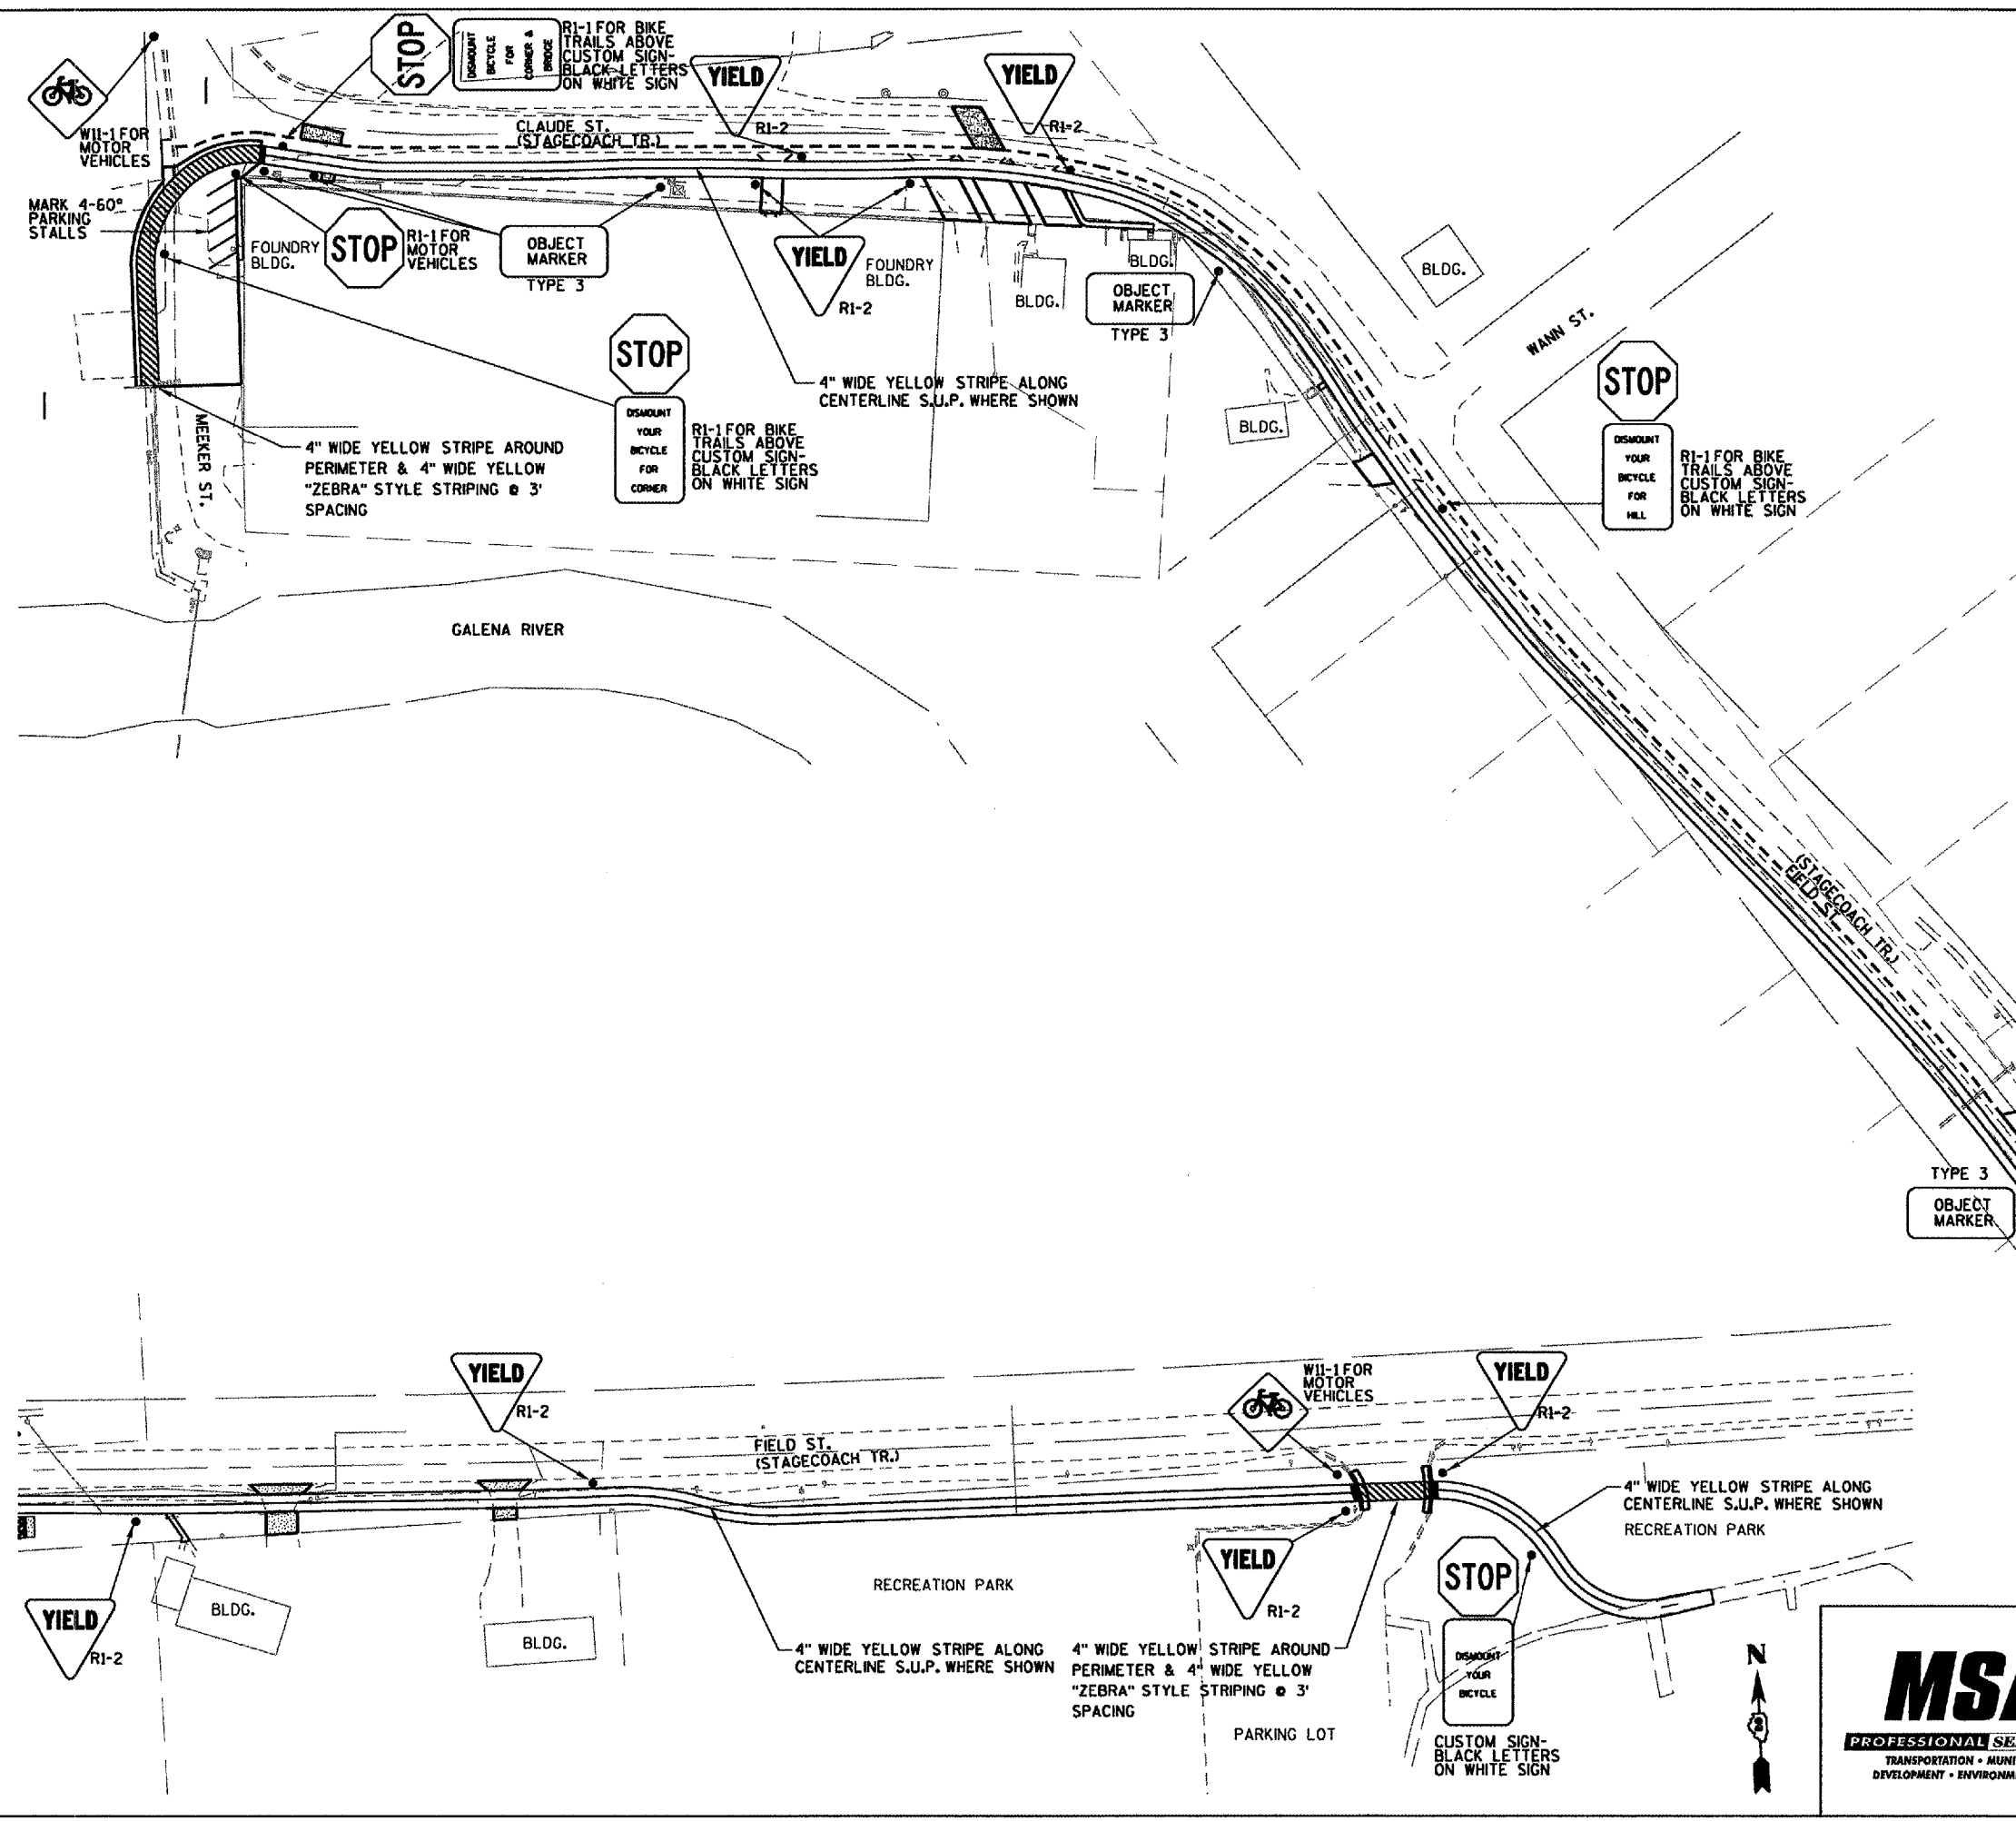 STOP
DISMOUNT
BICYCLE
FOR
CORNER &
BRIDGE
R1-1 FOR BIKE
TRAILS ABOVE
CUSTOM SIGN-
BLACK LETTERS
ON WHITE SIGN
YIELD
R1-2
YIELD
R1-2
W11-1 FOR
MOTOR
VEHICLES
CLAUDE ST.
(STAGECOACH TR.)
MARK 4-60°
PARKING
STALLS
FOUNDRY
BLDG.
STOP
R1-1 FOR
MOTOR
VEHICLES
OBJECT
MARKER
TYPE 3
YIELD
R1-2
FOUNDRY
BLDG.
BLDG.
BLDG.
OBJECT
MARKER
TYPE 3
BLDG.
WANN ST.
STOP
DISMOUNT
YOUR
BICYCLE
FOR
CORNER
R1-1 FOR BIKE
TRAILS ABOVE
CUSTOM SIGN-
BLACK LETTERS
ON WHITE SIGN
4" WIDE YELLOW STRIPE ALONG
CENTERLINE S.U.P. WHERE SHOWN
BLDG.
STOP
DISMOUNT
YOUR
BICYCLE
FOR
HILL
R1-1 FOR BIKE
TRAILS ABOVE
CUSTOM SIGN-
BLACK LETTERS
ON WHITE SIGN
MEEKER ST.
4" WIDE YELLOW STRIPE AROUND
PERIMETER & 4" WIDE YELLOW
"ZEBRA" STYLE STRIPING @ 3'
SPACING
GALENA RIVER
(STAGECOACH TR.)
FIELD ST.
TYPE 3
OBJECT
MARKER
YIELD
R1-2
FIELD ST.
(STAGECOACH TR.)
W11-1 FOR
MOTOR
VEHICLES
YIELD
R1-2
4" WIDE YELLOW STRIPE ALONG
CENTERLINE S.U.P. WHERE SHOWN
RECREATION PARK
YIELD
R1-2
BLDG.
BLDG.
RECREATION PARK
YIELD
R1-2
STOP
DISMOUNT
YOUR
BICYCLE
CUSTOM SIGN-
BLACK LETTERS
ON WHITE SIGN
4" WIDE YELLOW STRIPE ALONG
CENTERLINE S.U.P. WHERE SHOWN
4" WIDE YELLOW STRIPE AROUND
PERIMETER & 4" WIDE YELLOW
"ZEBRA" STYLE STRIPING @ 3'
SPACING
PARKING LOT
N
2
MS
PROFESSIONAL SE
TRANSPORTATION • MUNI
DEVELOPMENT • ENVIRONM